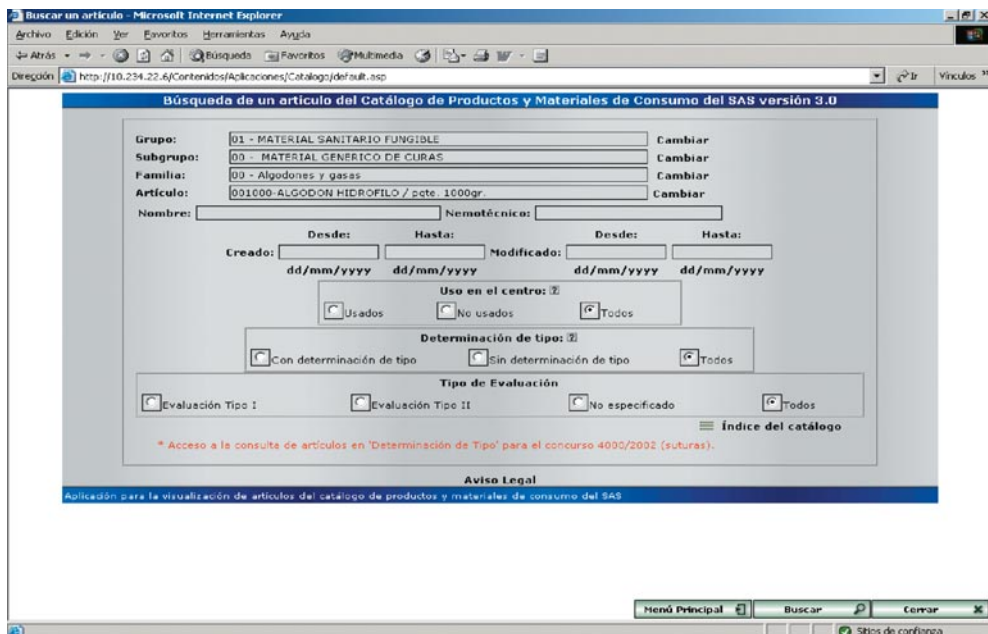 Buscar un artículo - Microsoft Internet Explorer
Archivo Edición Ver Favoritos Herramientas Ayuda
Atrás Búsqueda Favoritos Multimedia
Dirección http://10.234.22.6/Contenidos/Aplicaciones/Catalogo/default.asp Ir Vínculos »
Búsqueda de un artículo del Catálogo de Productos y Materiales de Consumo del SAS versión 3.0
Grupo: 01 - MATERIAL SANITARIO FUNGIBLE Cambiar
Subgrupo: 00 - MATERIAL GENERICO DE CURAS Cambiar
Familia: 00 - Algodones y gasas Cambiar
Artículo: 001000-ALGODON HIDROFILO / pqte. 1000gr. Cambiar
Nombre: Nemotécnico:
Desde: Hasta: Desde: Hasta:
Creado: Modificado:
dd/mm/yyyy dd/mm/yyyy dd/mm/yyyy dd/mm/yyyy
Uso en el centro: ?
Usados No usados Todos
Determinación de tipo: ?
Con determinación de tipo Sin determinación de tipo Todos
Tipo de Evaluación
Evaluación Tipo I Evaluación Tipo II No especificado Todos
Índice del catálogo
* Acceso a la consulta de artículos en 'Determinación de Tipo' para el concurso 4000/2002 (suturas).
Aviso Legal
Aplicación para la visualización de artículos del catálogo de productos y materiales de consumo del SAS
Menú Principal Buscar Cerrar
Sitios de confianza